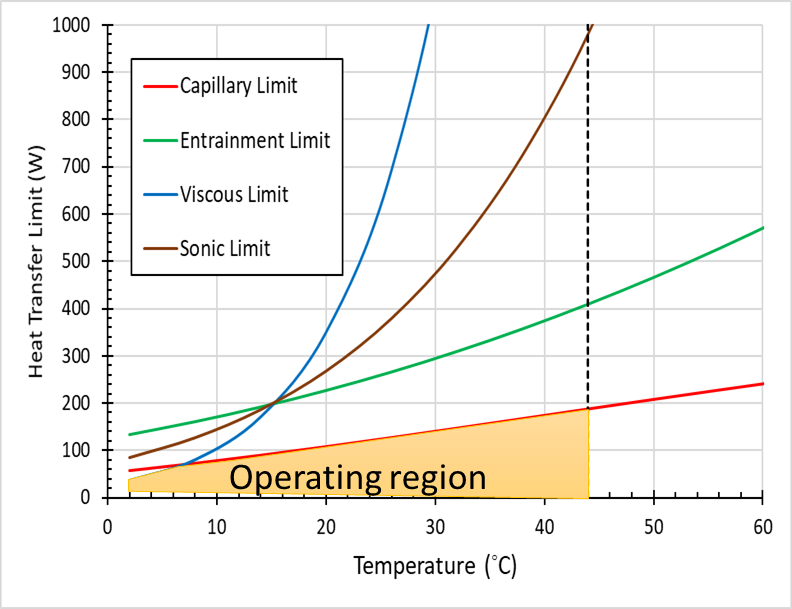 1000
900
800
700
600
500
400
300
200
100
0
Heat Transfer Limit (W)
Capillary Limit
Entrainment Limit
Viscous Limit
Sonic Limit
Operating region
0 10 20 30 40 50 60
Temperature (°C)